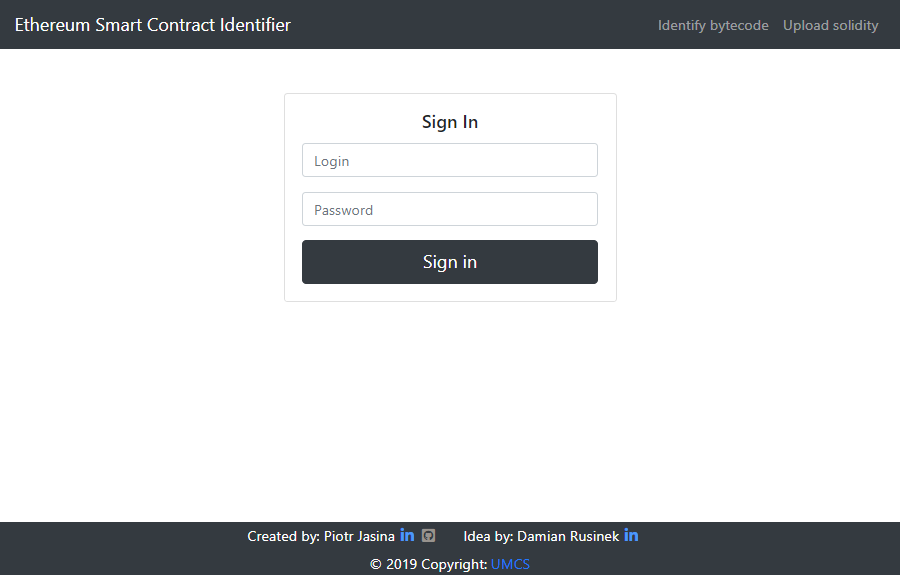 Ethereum Smart Contract Identifier Identify bytecode Upload solidity
Sign In
Login
Password
Sign in
Created by: Piotr Jasina in Idea by: Damian Rusinek in
© 2019 Copyright: UMCS